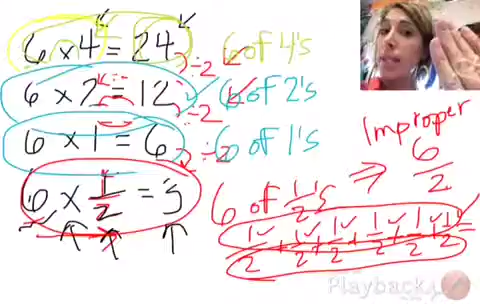 6 × 4 = 24
÷2
6 of 4's
6 × 2 = 12
÷2
6 of 2's
6 × 1 = 6
÷2
6 of 1's
6 × 1/2 = 3
6 of 1/2's
⇒ 6/2
Improper
1/2 + 1/2 + 1/2 + 1/2 + 1/2 + 1/2 =
Playback